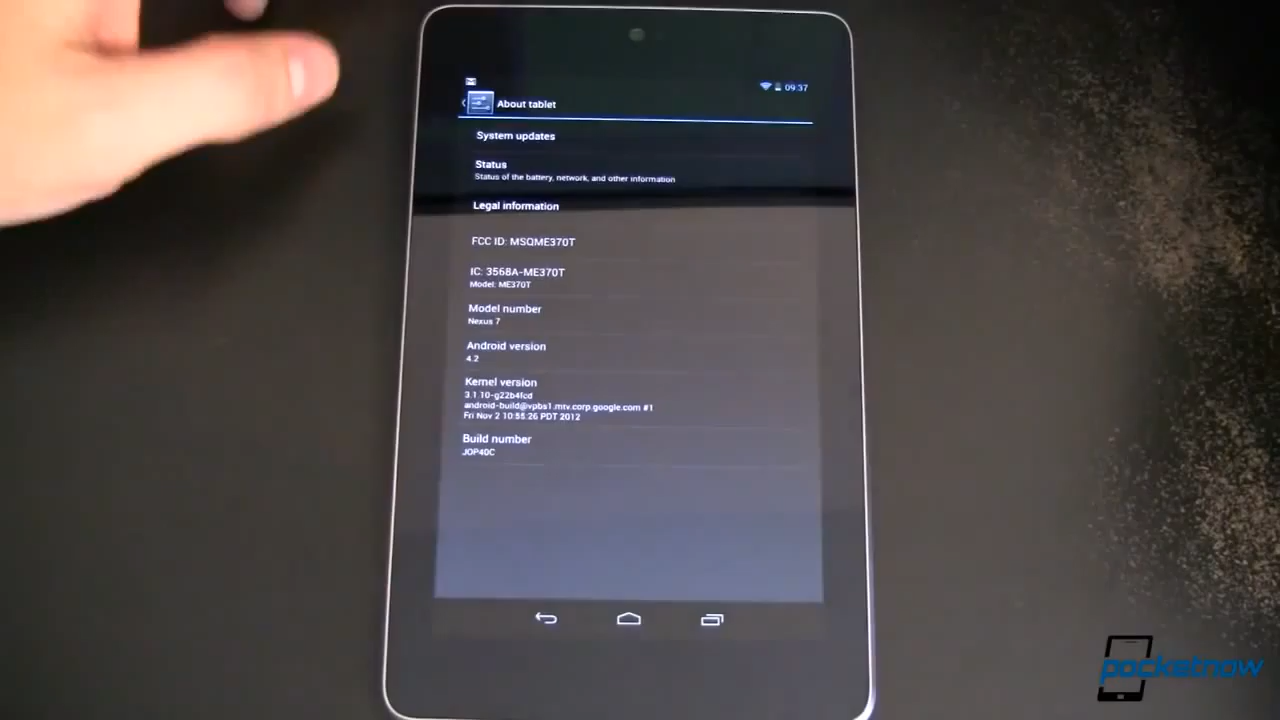 09:37
About tablet
System updates
Status
Status of the battery, network, and other information
Legal information
FCC ID: MSQME370T
IC: 3568A-ME370T
Model: ME370T
Model number
Nexus 7
Android version
4.2
Kernel version
3.1.10-g22b4fcd
android-build@vpbs1.mtv.corp.google.com #1
Fri Nov 2 10:55:26 PDT 2012
Build number
JOP40C
pocketnow